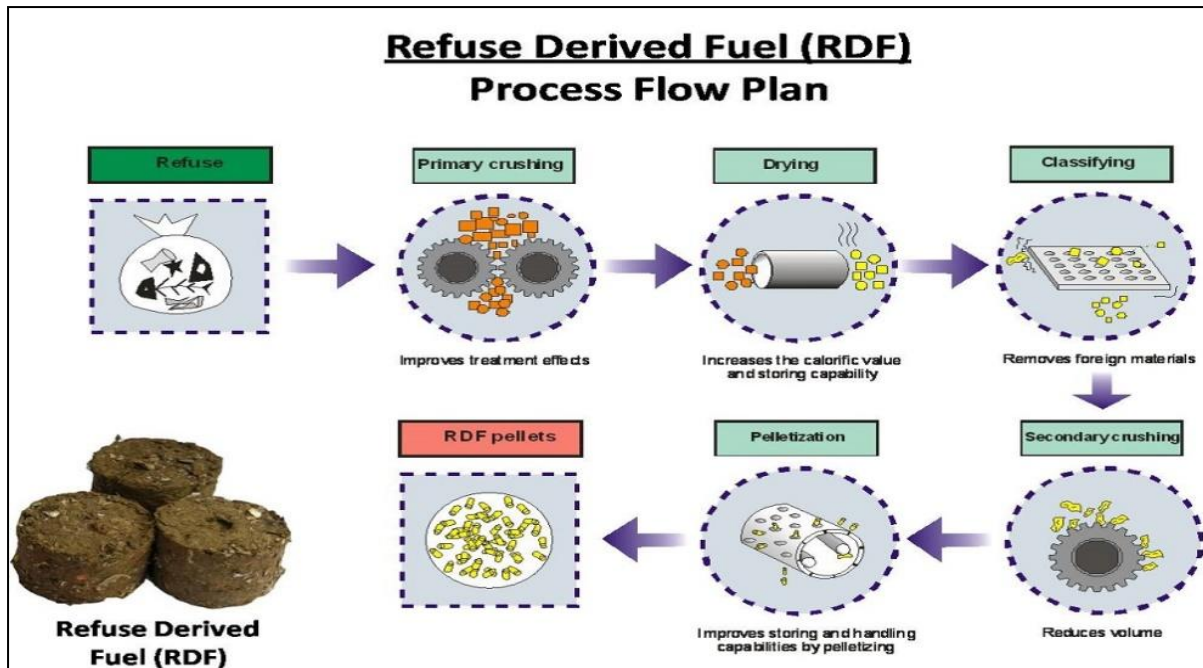 Refuse Derived Fuel (RDF)
Process Flow Plan
Refuse
Primary crushing
Improves treatment effects
Drying
Increases the calorific value
and storing capability
Classifying
Removes foreign materials
Secondary crushing
Reduces volume
Pelletization
Improves storing and handling
capabilities by pelletizing
RDF pellets
Refuse Derived
Fuel (RDF)